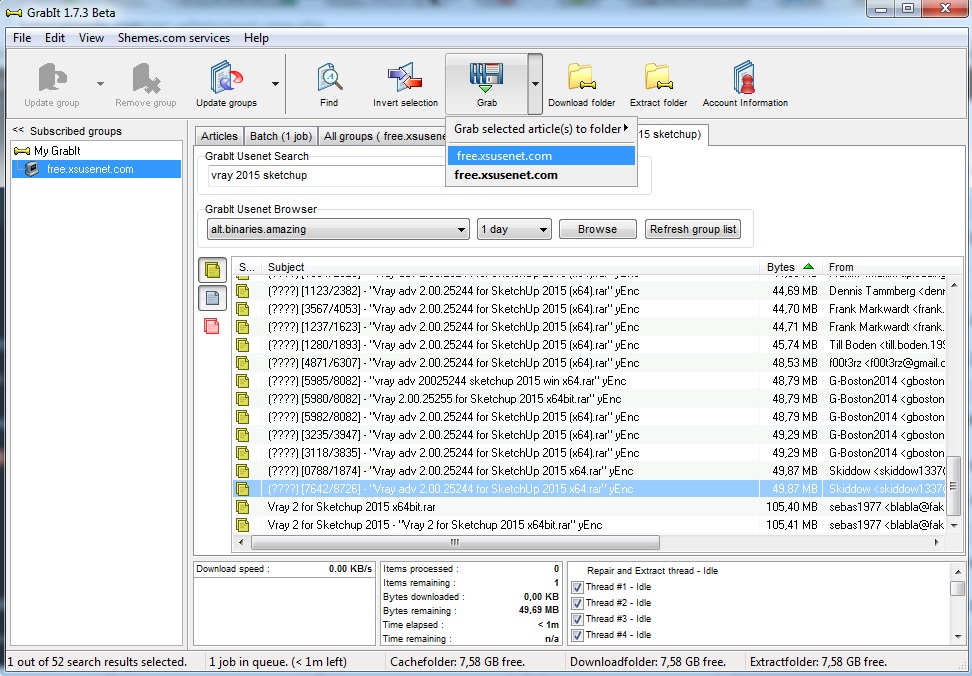 GrabIt 1.7.3 Beta
File Edit View Shemes.com services Help
Update group Remove group Update groups Find Invert selection Grab Download folder Extract folder Account Information
<< Subscribed groups
My GrabIt
free.xsusenet.com
Articles Batch (1 job) All groups ( free.xsusene 15 sketchup)
Grab selected article(s) to folder
free.xsusenet.com
free.xsusenet.com
GrabIt Usenet Search
vray 2015 sketchup
GrabIt Usenet Browser
alt.binaries.amazing 1 day Browse Refresh group list
S... Subject Bytes From
(????) [1123/2382] - "Vray adv 2.00.25244 for SketchUp 2015 (x64).rar" yEnc 44,69 MB Dennis Tammberg <denr
(????) [3567/4053] - "Vray adv 2.00.25244 for SketchUp 2015 (x64).rar" yEnc 44,70 MB Frank Markwardt <frank.
(????) [1237/1623] - "Vray adv 2.00.25244 for SketchUp 2015 (x64).rar" yEnc 44,71 MB Frank Markwardt <frank.
(????) [1280/1893] - "Vray adv 2.00.25244 for SketchUp 2015 (x64).rar" yEnc 45,74 MB Till Boden <till.boden.199
(????) [4871/6307] - "Vray adv 2.00.25244 for SketchUp 2015 (x64).rar" yEnc 48,53 MB f00t3rz <f00t3rz@gmail.c
(????) [5985/8082] - "vray adv 20025244 sketchup 2015 win x64.rar" yEnc 48,79 MB G-Boston2014 <gboston
(????) [5980/8082] - "Vray 2.00.25255 for Sketchup 2015 x64bit.rar" yEnc 48,79 MB G-Boston2014 <gboston
(????) [5982/8082] - "Vray adv 2.00.25244 for SketchUp 2015 (x64).rar" yEnc 48,79 MB G-Boston2014 <gboston
(????) [3235/3947] - "Vray adv 2.00.25244 for SketchUp 2015 (x64).rar" yEnc 49,29 MB G-Boston2014 <gboston
(????) [3118/3835] - "Vray adv 2.00.25244 for SketchUp 2015 (x64).rar" yEnc 49,29 MB G-Boston2014 <gboston
(????) [0788/1874] - "Vray adv 2.00.25244 for SketchUp 2015 x64.rar" yEnc 49,87 MB Skiddow <skiddow1337(
(????) [7642/8726] - "Vray adv 2.00.25244 for SketchUp 2015 x64.rar" yEnc 49,87 MB Skiddow <skiddow1337(
Vray 2 for Sketchup 2015 x64bit.rar 105,40 MB sebas1977 <blabla@fak
Vray 2 for Sketchup 2015 - "Vray 2 for Sketchup 2015 x64bit.rar" yEnc 105,41 MB sebas1977 <blabla@fak
Download speed : 0.00 KB/s
Items processed : 0
Items remaining : 1
Bytes downloaded : 0,00 KB
Bytes remaining : 49,69 MB
Time elapsed : < 1m
Time remaining : n/a
Repair and Extract thread - Idle
Thread #1 - Idle
Thread #2 - Idle
Thread #3 - Idle
Thread #4 - Idle
1 out of 52 search results selected. 1 job in queue. (< 1m left) Cachefolder: 7,58 GB free. Downloadfolder: 7,58 GB free. Extractfolder: 7,58 GB free.